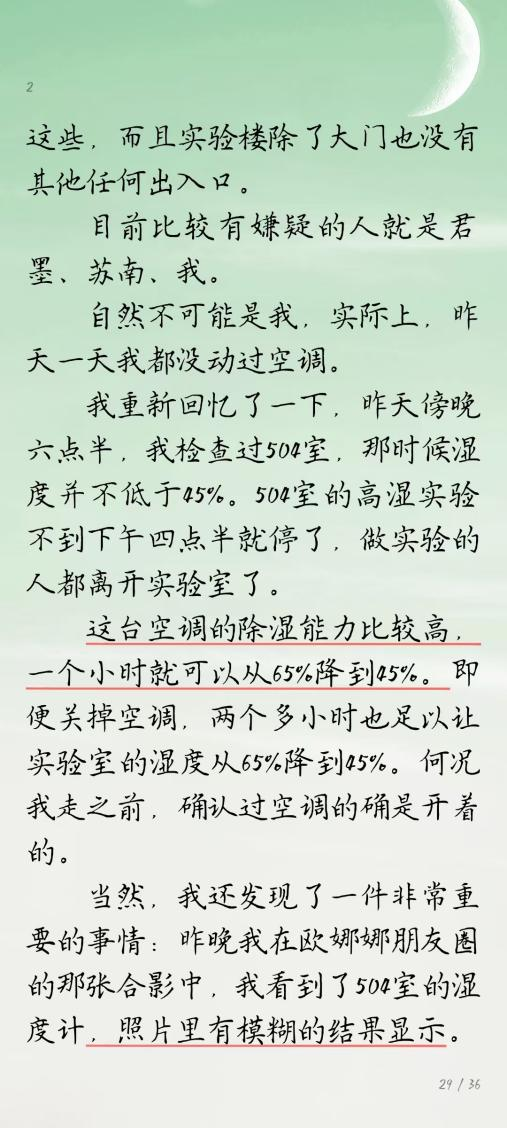 2
这些，而且实验楼除了大门也没有
其他任何出入口。
目前比较有嫌疑的人就是君
墨、苏南、我。
自然不可能是我，实际上，昨
天一天我都没动过空调。
我重新回忆了一下，昨天傍晚
六点半，我检查过504室，那时候湿
度并不低于45%。504室的高湿实验
不到下午四点半就停了，做实验的
人都离开实验室了。
这台空调的除湿能力比较高，
一个小时就可以从65%降到45%。即
便关掉空调，两个多小时也足以让
实验室的湿度从65%降到45%。何况
我走之前，确认过空调的确是开着
的。
当然，我还发现了一件非常重
要的事情：昨晚我在欧娜娜朋友圈
的那张合影中，我看到了504室的湿
度计，照片里有模糊的结果显示。
29 / 36